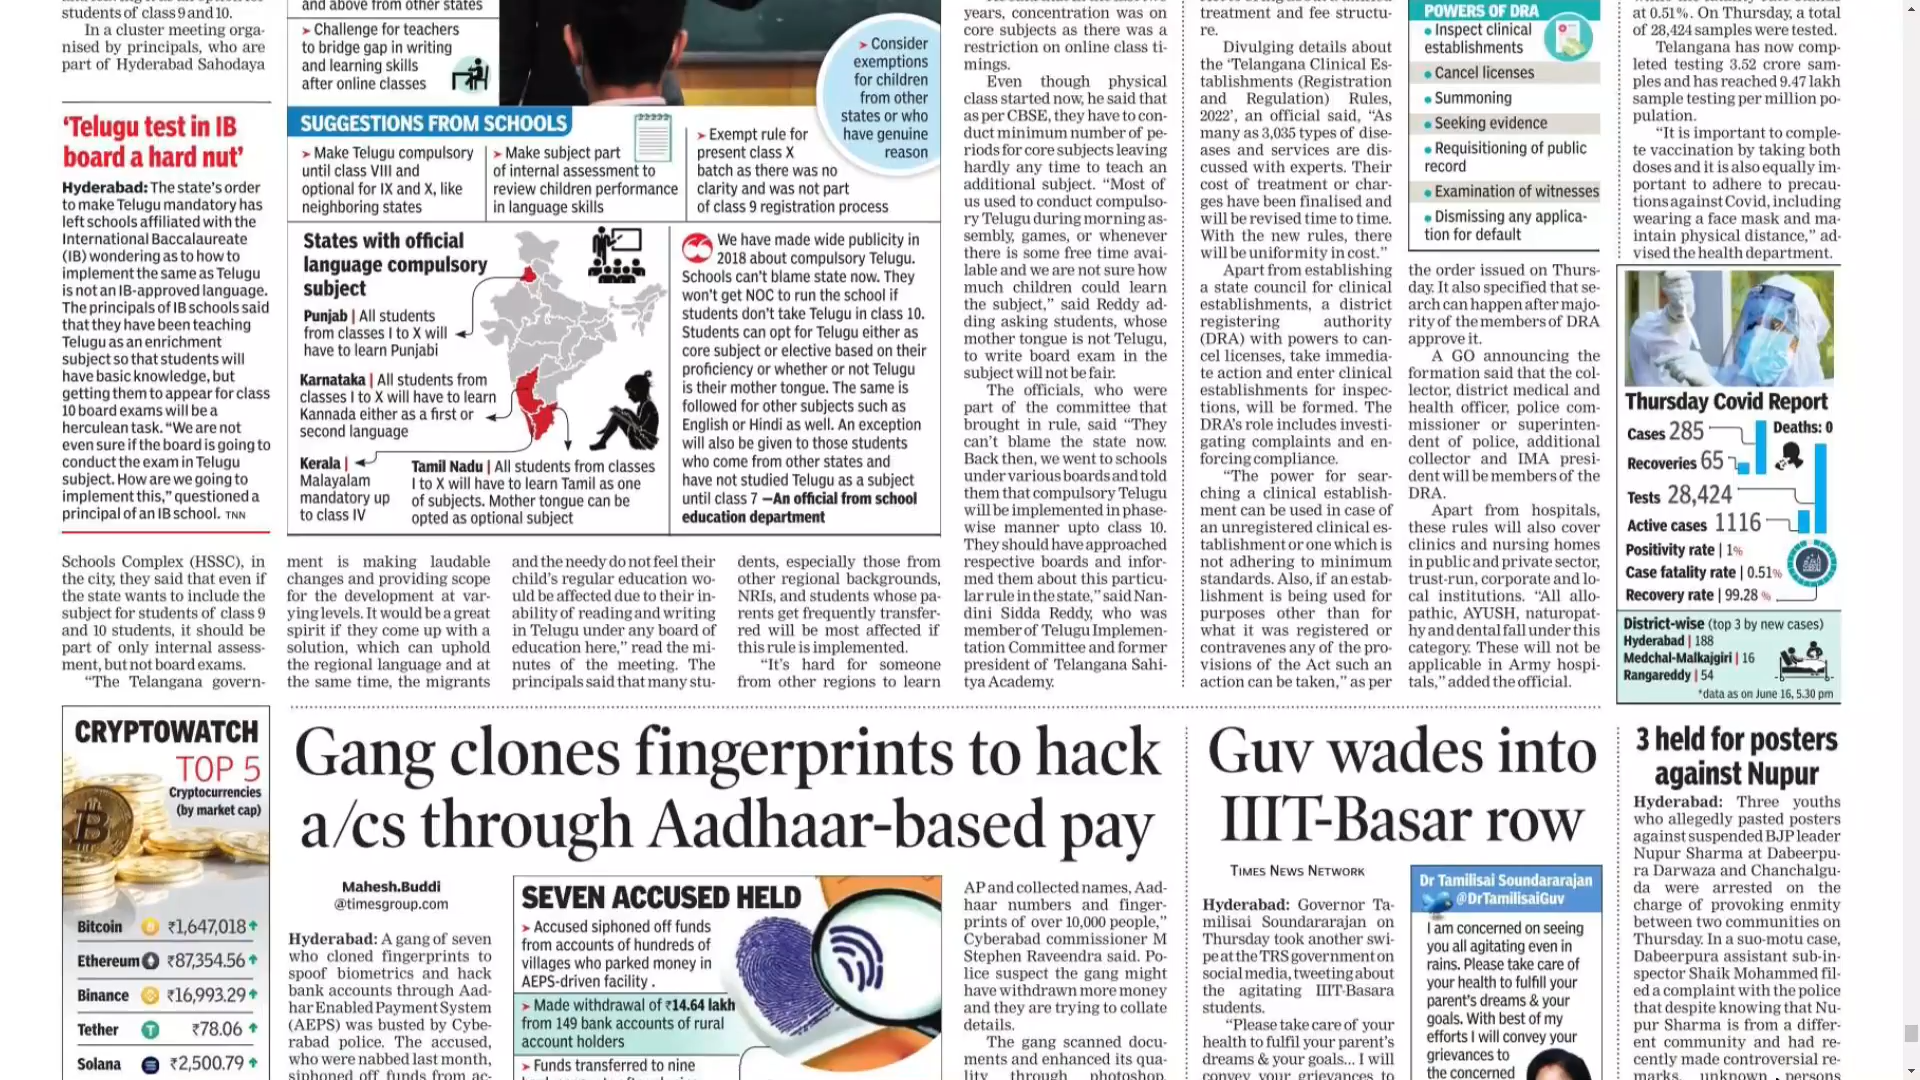 students of class 9 and 10.
In a cluster meeting orga-
nised by principals, who are
part of Hyderabad Sahodaya
'Telugu test in IB
board a hard nut'
Hyderabad: The state's order
to make Telugu mandatory has
left schools affiliated with the
International Baccalaureate
(IB) wondering as to how to
implement the same as Telugu
is not an IB-approved language.
The principals of IB schools said
that they have been teaching
Telugu as an enrichment
subject so that students will
have basic knowledge, but
getting them to appear for class
10 board exams will be a
herculean task. "We are not
even sure if the board is going to
conduct the exam in Telugu
subject. How are we going to
implement this," questioned a
principal of an IB school. TNN
Schools Complex (HSSC), in
the city, they said that even if
the state wants to include the
subject for students of class 9
and 10 students, it should be
part of only internal assess-
ment, but not board exams.
"The Telangana govern-
and above from other states
➤ Challenge for teachers
to bridge gap in writing
and learning skills
after online classes
➤ Consider
exemptions
for children
from other
states or who
have genuine
reason
SUGGESTIONS FROM SCHOOLS
➤ Make Telugu compulsory
until class VIII and
optional for IX and X, like
neighboring states
➤ Make subject part
of internal assessment to
review children performance
in language skills
➤ Exempt rule for
present class X
batch as there was no
clarity and was not part
of class 9 registration process
States with official
language compulsory
subject
Punjab | All students
from classes I to X will
have to learn Punjabi
Karnataka | All students from
classes I to X will have to learn
Kannada either as a first or
second language
Kerala |
Malayalam
mandatory up
to class IV
Tamil Nadu | All students from classes
I to X will have to learn Tamil as one
of subjects. Mother tongue can be
opted as optional subject
We have made wide publicity in
2018 about compulsory Telugu.
Schools can't blame state now. They
won't get NOC to run the school if
students don't take Telugu in class 10.
Students can opt for Telugu either as
core subject or elective based on their
proficiency or whether or not Telugu
is their mother tongue. The same is
followed for other subjects such as
English or Hindi as well. An exception
will also be given to those students
who come from other states and
have not studied Telugu as a subject
until class 7 —An official from school
education department
ment is making laudable
changes and providing scope
for the development at var-
ying levels. It would be a great
spirit if they come up with a
solution, which can uphold
the regional language and at
the same time, the migrants
and the needy do not feel their
child's regular education wo-
uld be affected due to their in-
ability of reading and writing
in Telugu under any board of
education here," read the mi-
nutes of the meeting. The
principals said that many stu-
dents, especially those from
other regional backgrounds,
NRIs, and students whose pa-
rents get frequently transfer-
red will be most affected if
this rule is implemented.
"It's hard for someone
from other regions to learn
years, concentration was on
core subjects as there was a
restriction on online class ti-
mings.
Even though physical
class started now, he said that
as per CBSE, they have to con-
duct minimum number of pe-
riods for core subjects leaving
hardly any time to teach an
additional subject. "Most of
us used to conduct compulso-
ry Telugu during morning as-
sembly, games, or whenever
there is some free time avai-
lable and we are not sure how
much children could learn
the subject," said Reddy ad-
ding asking students, whose
mother tongue is not Telugu,
to write board exam in the
subject will not be fair.
The officials, who were
part of the committee that
brought in rule, said "They
can't blame the state now.
Back then, we went to schools
under various boards and told
them that compulsory Telugu
will be implemented in phase-
wise manner upto class 10.
They should have approached
respective boards and infor-
med them about this particu-
lar rule in the state," said Nan-
dini Sidda Reddy, who was
member of Telugu Implemen-
tation Committee and former
president of Telangana Sahi-
tya Academy.
treatment and fee structu-
re.
Divulging details about
the 'Telangana Clinical Es-
tablishments (Registration
and Regulation) Rules,
2022', an official said, "As
many as 3,035 types of dise-
ases and services are dis-
cussed with experts. Their
cost of treatment or char-
ges have been finalised and
will be revised time to time.
With the new rules, there
will be uniformity in cost."
Apart from establishing
a state council for clinical
establishments, a district
registering authority
(DRA) with powers to can-
cel licenses, take immedia-
te action and enter clinical
establishments for inspec-
tions, will be formed. The
DRA's role includes investi-
gating complaints and en-
forcing compliance.
"The power for sear-
ching a clinical establish-
ment can be used in case of
an unregistered clinical es-
tablishment or one which is
not adhering to minimum
standards. Also, if an estab-
lishment is being used for
purposes other than for
what it was registered or
contravenes any of the pro-
visions of the Act such an
action can be taken," as per
POWERS OF DRA
● Inspect clinical
establishments
● Cancel licenses
● Summoning
● Seeking evidence
● Requisitioning of public
record
● Examination of witnesses
● Dismissing any applica-
tion for default
the order issued on Thurs-
day. It also specified that se-
arch can happen after majo-
rity of the members of DRA
approve it.
A GO announcing the
formation said that the col-
lector, district medical and
health officer, police com-
missioner or superinten-
dent of police, additional
collector and IMA presi-
dent will be members of the
DRA.
Apart from hospitals,
these rules will also cover
clinics and nursing homes
in public and private sector,
trust-run, corporate and lo-
cal institutions. "All allo-
pathic, AYUSH, naturopat-
hy and dental fall under this
category. These will not be
applicable in Army hospi-
tals," added the official.
at 0.51%. On Thursday, a total
of 28,424 samples were tested.
Telangana has now comp-
leted testing 3.52 crore sam-
ples and has reached 9.47 lakh
sample testing per million po-
pulation.
"It is important to comple-
te vaccination by taking both
doses and it is also equally im-
portant to adhere to precau-
tions against Covid, including
wearing a face mask and ma-
intain physical distance," ad-
vised the health department.
Thursday Covid Report
Cases 285
Deaths: 0
Recoveries 65
Tests 28,424
Active cases 1116
Positivity rate | 1%
Case fatality rate | 0.51%
Recovery rate | 99.28 %
District-wise (top 3 by new cases)
Hyderabad | 188
Medchal-Malkajgiri | 16
Rangareddy | 54
*data as on June 16, 5.30 pm
CRYPTOWATCH
TOP 5
Cryptocurrencies
(by market cap)
Bitcoin ₹1,647,018
Ethereum ₹87,354.56
Binance ₹16,993.29
Tether ₹78.06
Solana ₹2,500.79
Gang clones fingerprints to hack
a/cs through Aadhaar-based pay
Mahesh.Buddi
@timesgroup.com
Hyderabad: A gang of seven
who cloned fingerprints to
spoof biometrics and hack
bank accounts through Aad-
har Enabled Payment System
(AEPS) was busted by Cybe-
rabad police. The accused,
who were nabbed last month,
siphoned off funds from ac-
SEVEN ACCUSED HELD
➤ Accused siphoned off funds
from accounts of hundreds of
villages who parked money in
AEPS-driven facility .
➤ Made withdrawal of ₹14.64 lakh
from 149 bank accounts of rural
account holders
➤ Funds transferred to nine
AP and collected names, Aad-
haar numbers and finger-
prints of over 10,000 people,"
Cyberabad commissioner M
Stephen Raveendra said. Po-
lice suspect the gang might
have withdrawn more money
and they are trying to collate
details.
The gang scanned docu-
ments and enhanced its qua-
lity through photoshop.
Guv wades into
IIIT-Basar row
TIMES NEWS NETWORK
Hyderabad: Governor Ta-
milisai Soundararajan on
Thursday took another swi-
pe at the TRS government on
social media, tweeting about
the agitating IIIT-Basara
students.
"Please take care of your
health to fulfil your parent's
dreams & your goals... I will
convey your grievances to
Dr Tamilisai Soundararajan
@DrTamilisaiGuv
I am concerned on seeing
you all agitating even in
rains. Please take care of
your health to fulfill your
parent's dreams & your
goals. With best of my
efforts I will convey your
grievances to
the concerned
3 held for posters
against Nupur
Hyderabad: Three youths
who allegedly pasted posters
against suspended BJP leader
Nupur Sharma at Dabeerpu-
ra Darwaza and Chanchalgu-
da were arrested on the
charge of provoking enmity
between two communities on
Thursday. In a suo-motu case,
Dabeerpura assistant sub-in-
spector Shaik Mohammed fil-
ed a complaint with the police
that despite knowing that Nu-
pur Sharma is from a differ-
ent community and had re-
cently made controversial re-
marks, unknown persons